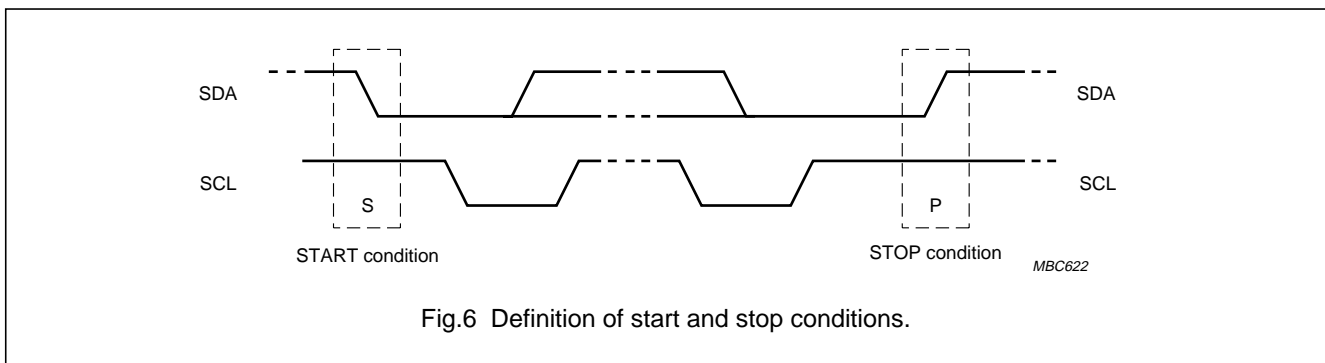 SDA SDA
SCL SCL
S P
START condition STOP condition
MBC622
Fig.6 Definition of start and stop conditions.